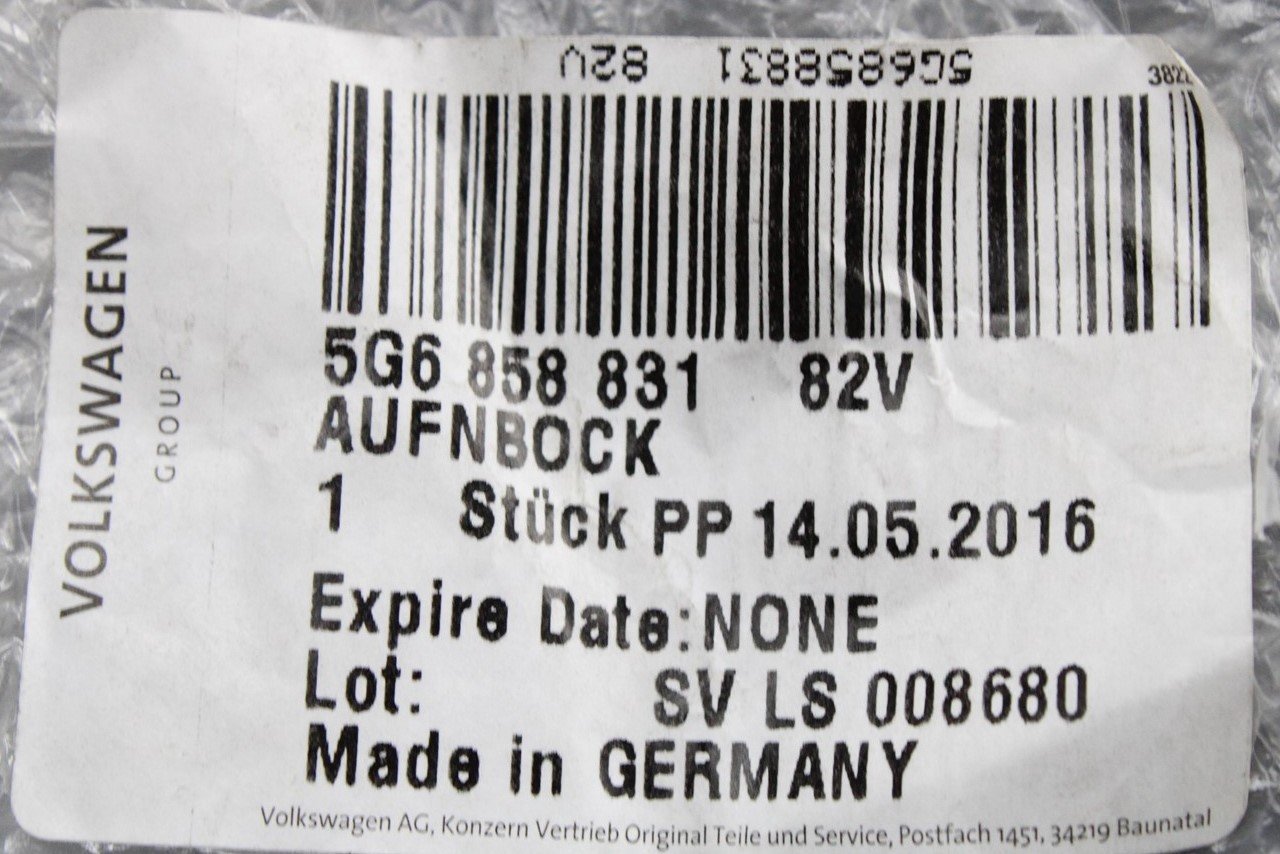 5G6858831 82V
3822
VOLKSWAGEN
GROUP
5G6 858 831 82V
AUFNBOCK
1 Stück PP 14.05.2016
Expire Date:NONE
Lot: SV LS 008680
Made in GERMANY
Volkswagen AG, Konzern Vertrieb Original Teile und Service, Postfach 1451, 34219 Baunatal